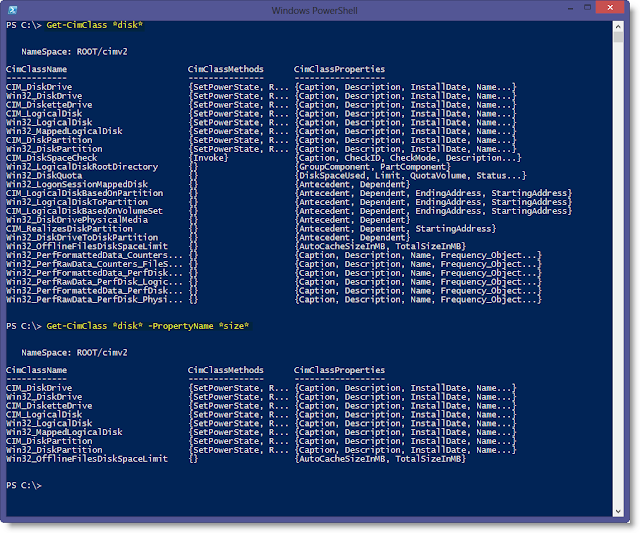 Windows PowerShell
PS C:\> Get-CimClass *disk*
NameSpace: ROOT/cimv2
CimClassName CimClassMethods CimClassProperties
------------ --------------- ------------------
CIM_DiskDrive {SetPowerState, R... {Caption, Description, InstallDate, Name...}
Win32_DiskDrive {SetPowerState, R... {Caption, Description, InstallDate, Name...}
CIM_DisketteDrive {SetPowerState, R... {Caption, Description, InstallDate, Name...}
CIM_LogicalDisk {SetPowerState, R... {Caption, Description, InstallDate, Name...}
Win32_LogicalDisk {SetPowerState, R... {Caption, Description, InstallDate, Name...}
Win32_MappedLogicalDisk {SetPowerState, R... {Caption, Description, InstallDate, Name...}
CIM_DiskPartition {SetPowerState, R... {Caption, Description, InstallDate, Name...}
Win32_DiskPartition {SetPowerState, R... {Caption, Description, InstallDate, Name...}
CIM_DiskSpaceCheck {Invoke} {Caption, CheckID, CheckMode, Description...}
Win32_LogicalDiskRootDirectory {} {GroupComponent, PartComponent}
Win32_DiskQuota {} {DiskSpaceUsed, Limit, QuotaVolume, Status...}
Win32_LogonSessionMappedDisk {} {Antecedent, Dependent}
CIM_LogicalDiskBasedOnPartition {} {Antecedent, Dependent, EndingAddress, StartingAddress}
Win32_LogicalDiskToPartition {} {Antecedent, Dependent, EndingAddress, StartingAddress}
CIM_LogicalDiskBasedOnVolumeSet {} {Antecedent, Dependent, EndingAddress, StartingAddress}
Win32_DiskDrivePhysicalMedia {} {Antecedent, Dependent}
CIM_RealizesDiskPartition {} {Antecedent, Dependent, StartingAddress}
Win32_DiskDriveToDiskPartition {} {Antecedent, Dependent}
Win32_OfflineFilesDiskSpaceLimit {} {AutoCacheSizeInMB, TotalSizeInMB}
Win32_PerfFormattedData_Counters... {} {Caption, Description, Name, Frequency_Object...}
Win32_PerfRawData_Counters_FileS... {} {Caption, Description, Name, Frequency_Object...}
Win32_PerfFormattedData_PerfDisk... {} {Caption, Description, Name, Frequency_Object...}
Win32_PerfRawData_PerfDisk_Logic... {} {Caption, Description, Name, Frequency_Object...}
Win32_PerfFormattedData_PerfDisk... {} {Caption, Description, Name, Frequency_Object...}
Win32_PerfRawData_PerfDisk_Physi... {} {Caption, Description, Name, Frequency_Object...}
PS C:\> Get-CimClass *disk* -PropertyName *size*
NameSpace: ROOT/cimv2
CimClassName CimClassMethods CimClassProperties
------------ --------------- ------------------
CIM_DiskDrive {SetPowerState, R... {Caption, Description, InstallDate, Name...}
Win32_DiskDrive {SetPowerState, R... {Caption, Description, InstallDate, Name...}
CIM_DisketteDrive {SetPowerState, R... {Caption, Description, InstallDate, Name...}
CIM_LogicalDisk {SetPowerState, R... {Caption, Description, InstallDate, Name...}
Win32_LogicalDisk {SetPowerState, R... {Caption, Description, InstallDate, Name...}
Win32_MappedLogicalDisk {SetPowerState, R... {Caption, Description, InstallDate, Name...}
CIM_DiskPartition {SetPowerState, R... {Caption, Description, InstallDate, Name...}
Win32_DiskPartition {SetPowerState, R... {Caption, Description, InstallDate, Name...}
Win32_OfflineFilesDiskSpaceLimit {} {AutoCacheSizeInMB, TotalSizeInMB}
PS C:\>